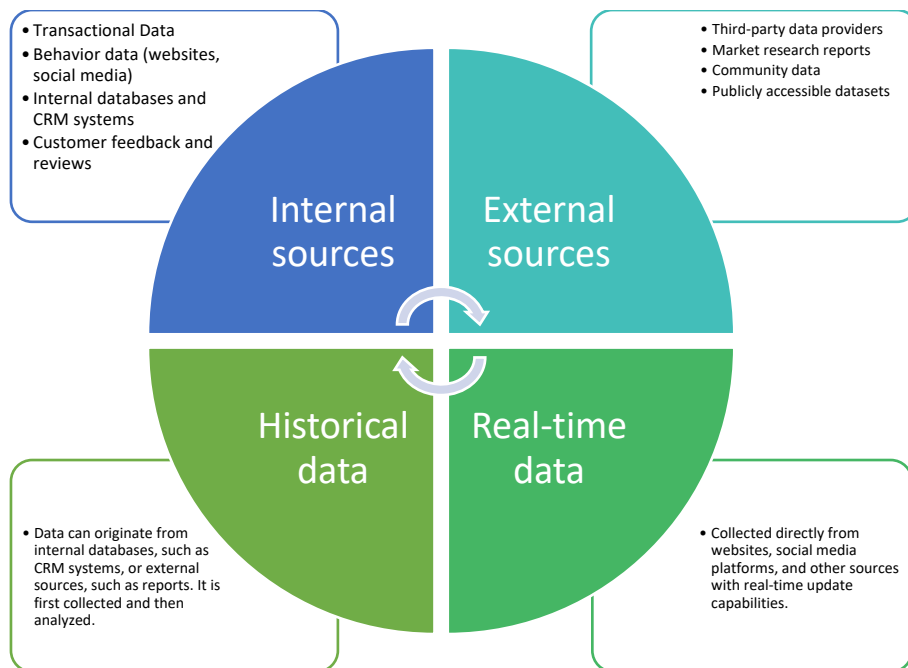 • Transactional Data
• Behavior data (websites,
social media)
• Internal databases and
CRM systems
• Customer feedback and
reviews
• Third-party data providers
• Market research reports
• Community data
• Publicly accessible datasets
Internal
sources
External
sources
Historical
data
Real-time
data
• Data can originate from
internal databases, such as
CRM systems, or external
sources, such as reports. It is
first collected and then
analyzed.
• Collected directly from
websites, social media
platforms, and other sources
with real-time update
capabilities.